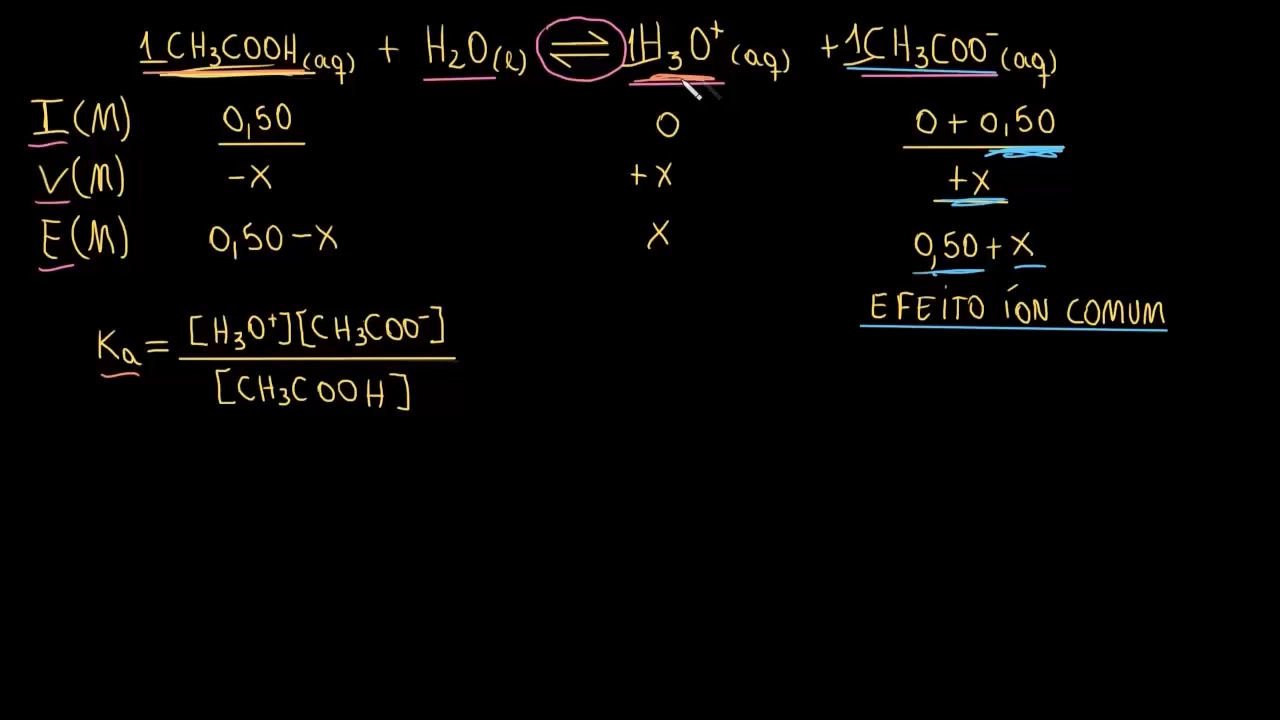 1CH₃COOH(aq) + H₂O(l) ⇌ 1H₃O⁺(aq) + 1CH₃COO⁻(aq)
I(M) 0,50 0 0 + 0,50
V(M) -X +X +X
E(M) 0,50-X X 0,50+X
EFEITO ÍON COMUM
Ka = [H₃O⁺][CH₃COO⁻]
[CH₃COOH]